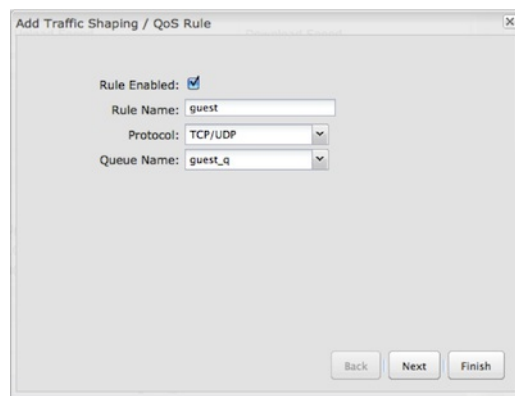 Add Traffic Shaping / QoS Rule
Rule Enabled:
Rule Name: guest
Protocol: TCP/UDP
Queue Name: guest_q
Back Next Finish